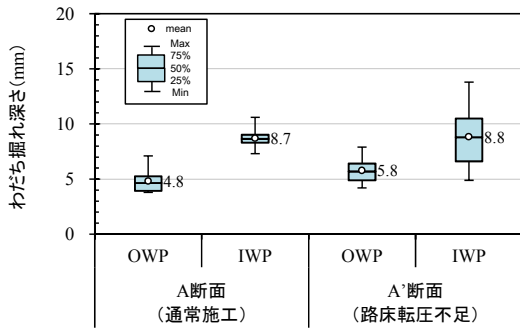 わだち掘れ深さ(mm)
20
15
10
5
0
mean
Max
75%
50%
25%
Min
4.8
8.7
5.8
8.8
OWP
IWP
OWP
IWP
A断面
（通常施工）
A’断面
（路床転圧不足）